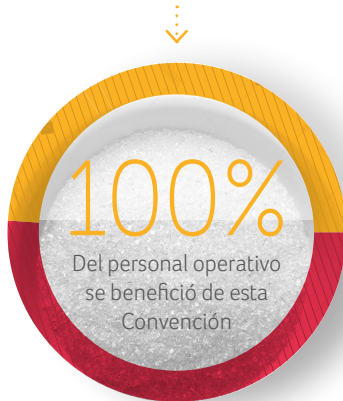 100%
Del personal operativo
se benefició de esta
Convención